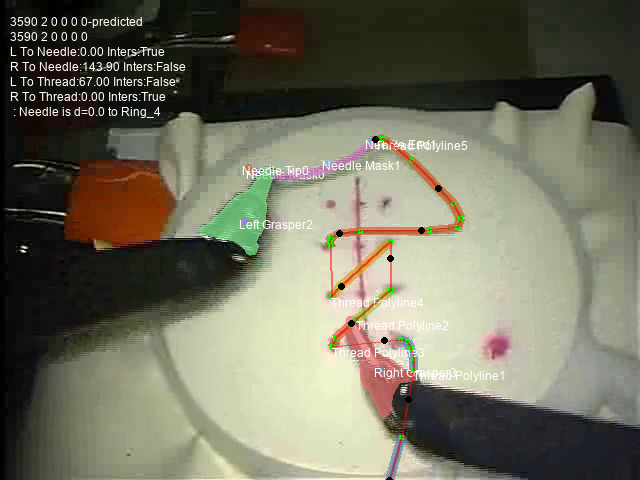 3590 2 0 0 0 0-predicted
3590 2 0 0 0 0
L To Needle:0.00 Inters:True
R To Needle:143.90 Inters:False
L To Thread:67.00 Inters:False
R To Thread:0.00 Inters:True
: Needle is d=0.0 to Ring_4
Thread Polyline5
Needle Mask1
Needle Tip0
Left Grasper2
Thread Polyline4
Thread Polyline2
Thread Polyline3
Right Grasper3
Thread Polyline1